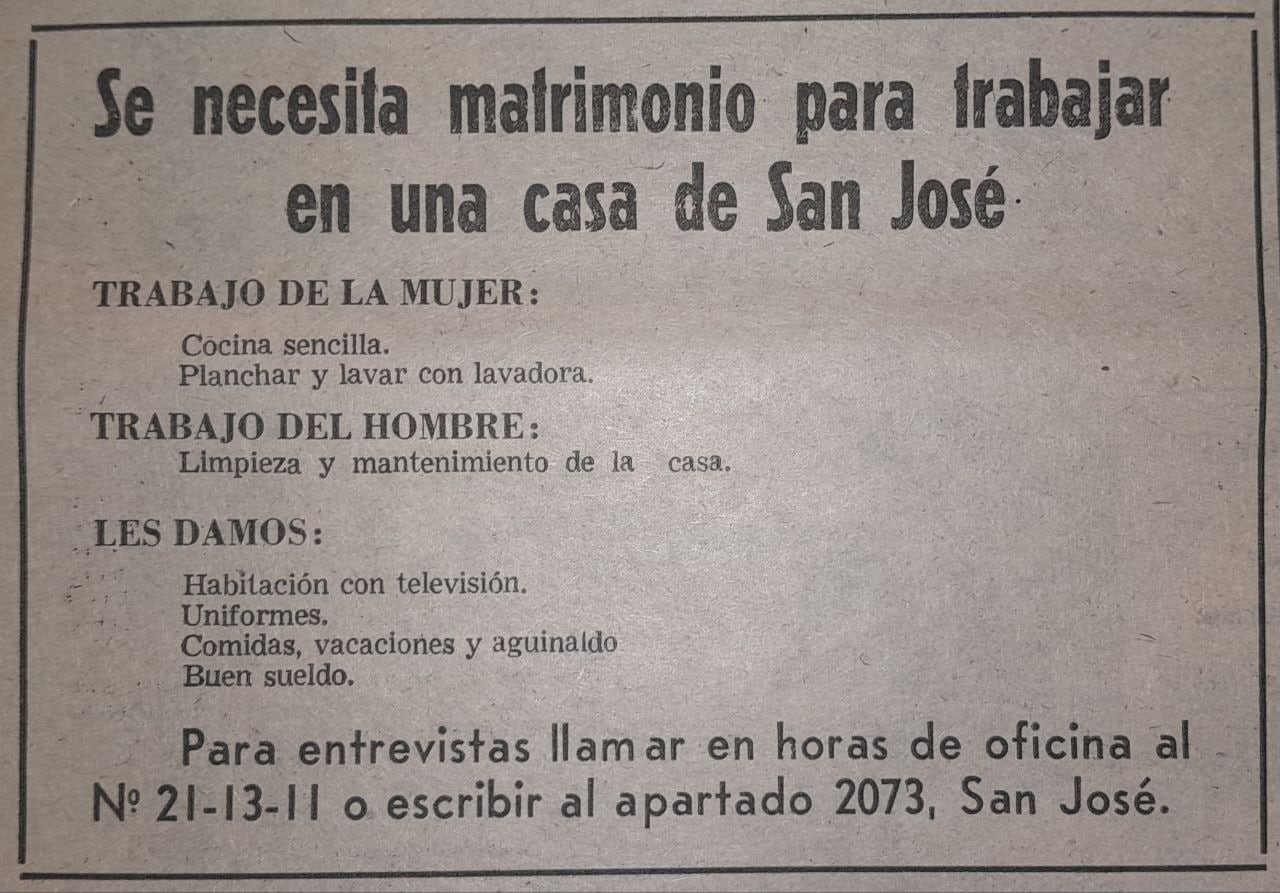 Se necesita matrimonio para trabajar
en una casa de San José
TRABAJO DE LA MUJER:
Cocina sencilla.
Planchar y lavar con lavadora.
TRABAJO DEL HOMBRE:
Limpieza y mantenimiento de la casa.
LES DAMOS:
Habitación con televisión.
Uniformes.
Comidas, vacaciones y aguinaldo
Buen sueldo.
Para entrevistas llamar en horas de oficina al
Nº 21-13-11 o escribir al apartado 2073, San José.